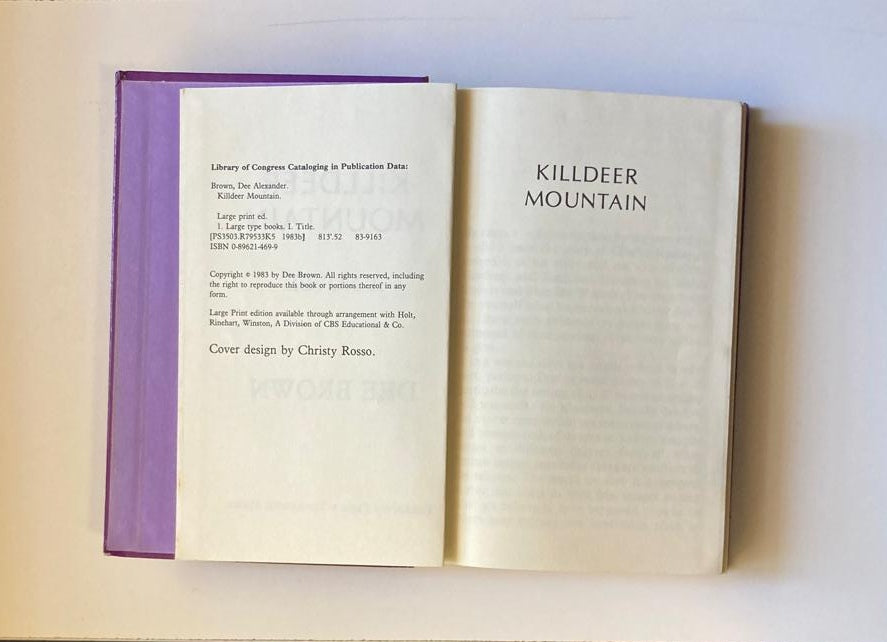 Library of Congress Cataloging in Publication Data:
Brown, Dee Alexander.
Killdeer Mountain.
Large print ed.
1. Large type books. I. Title.
[PS3503.R79533K5 1983b] 813'.52 83-9163
ISBN 0-89621-469-9
Copyright © 1983 by Dee Brown. All rights reserved, including
the right to reproduce this book or portions thereof in any
form.
Large Print edition available through arrangement with Holt,
Rinehart, Winston, A Division of CBS Educational & Co.
Cover design by Christy Rosso.
KILLDEER
MOUNTAIN